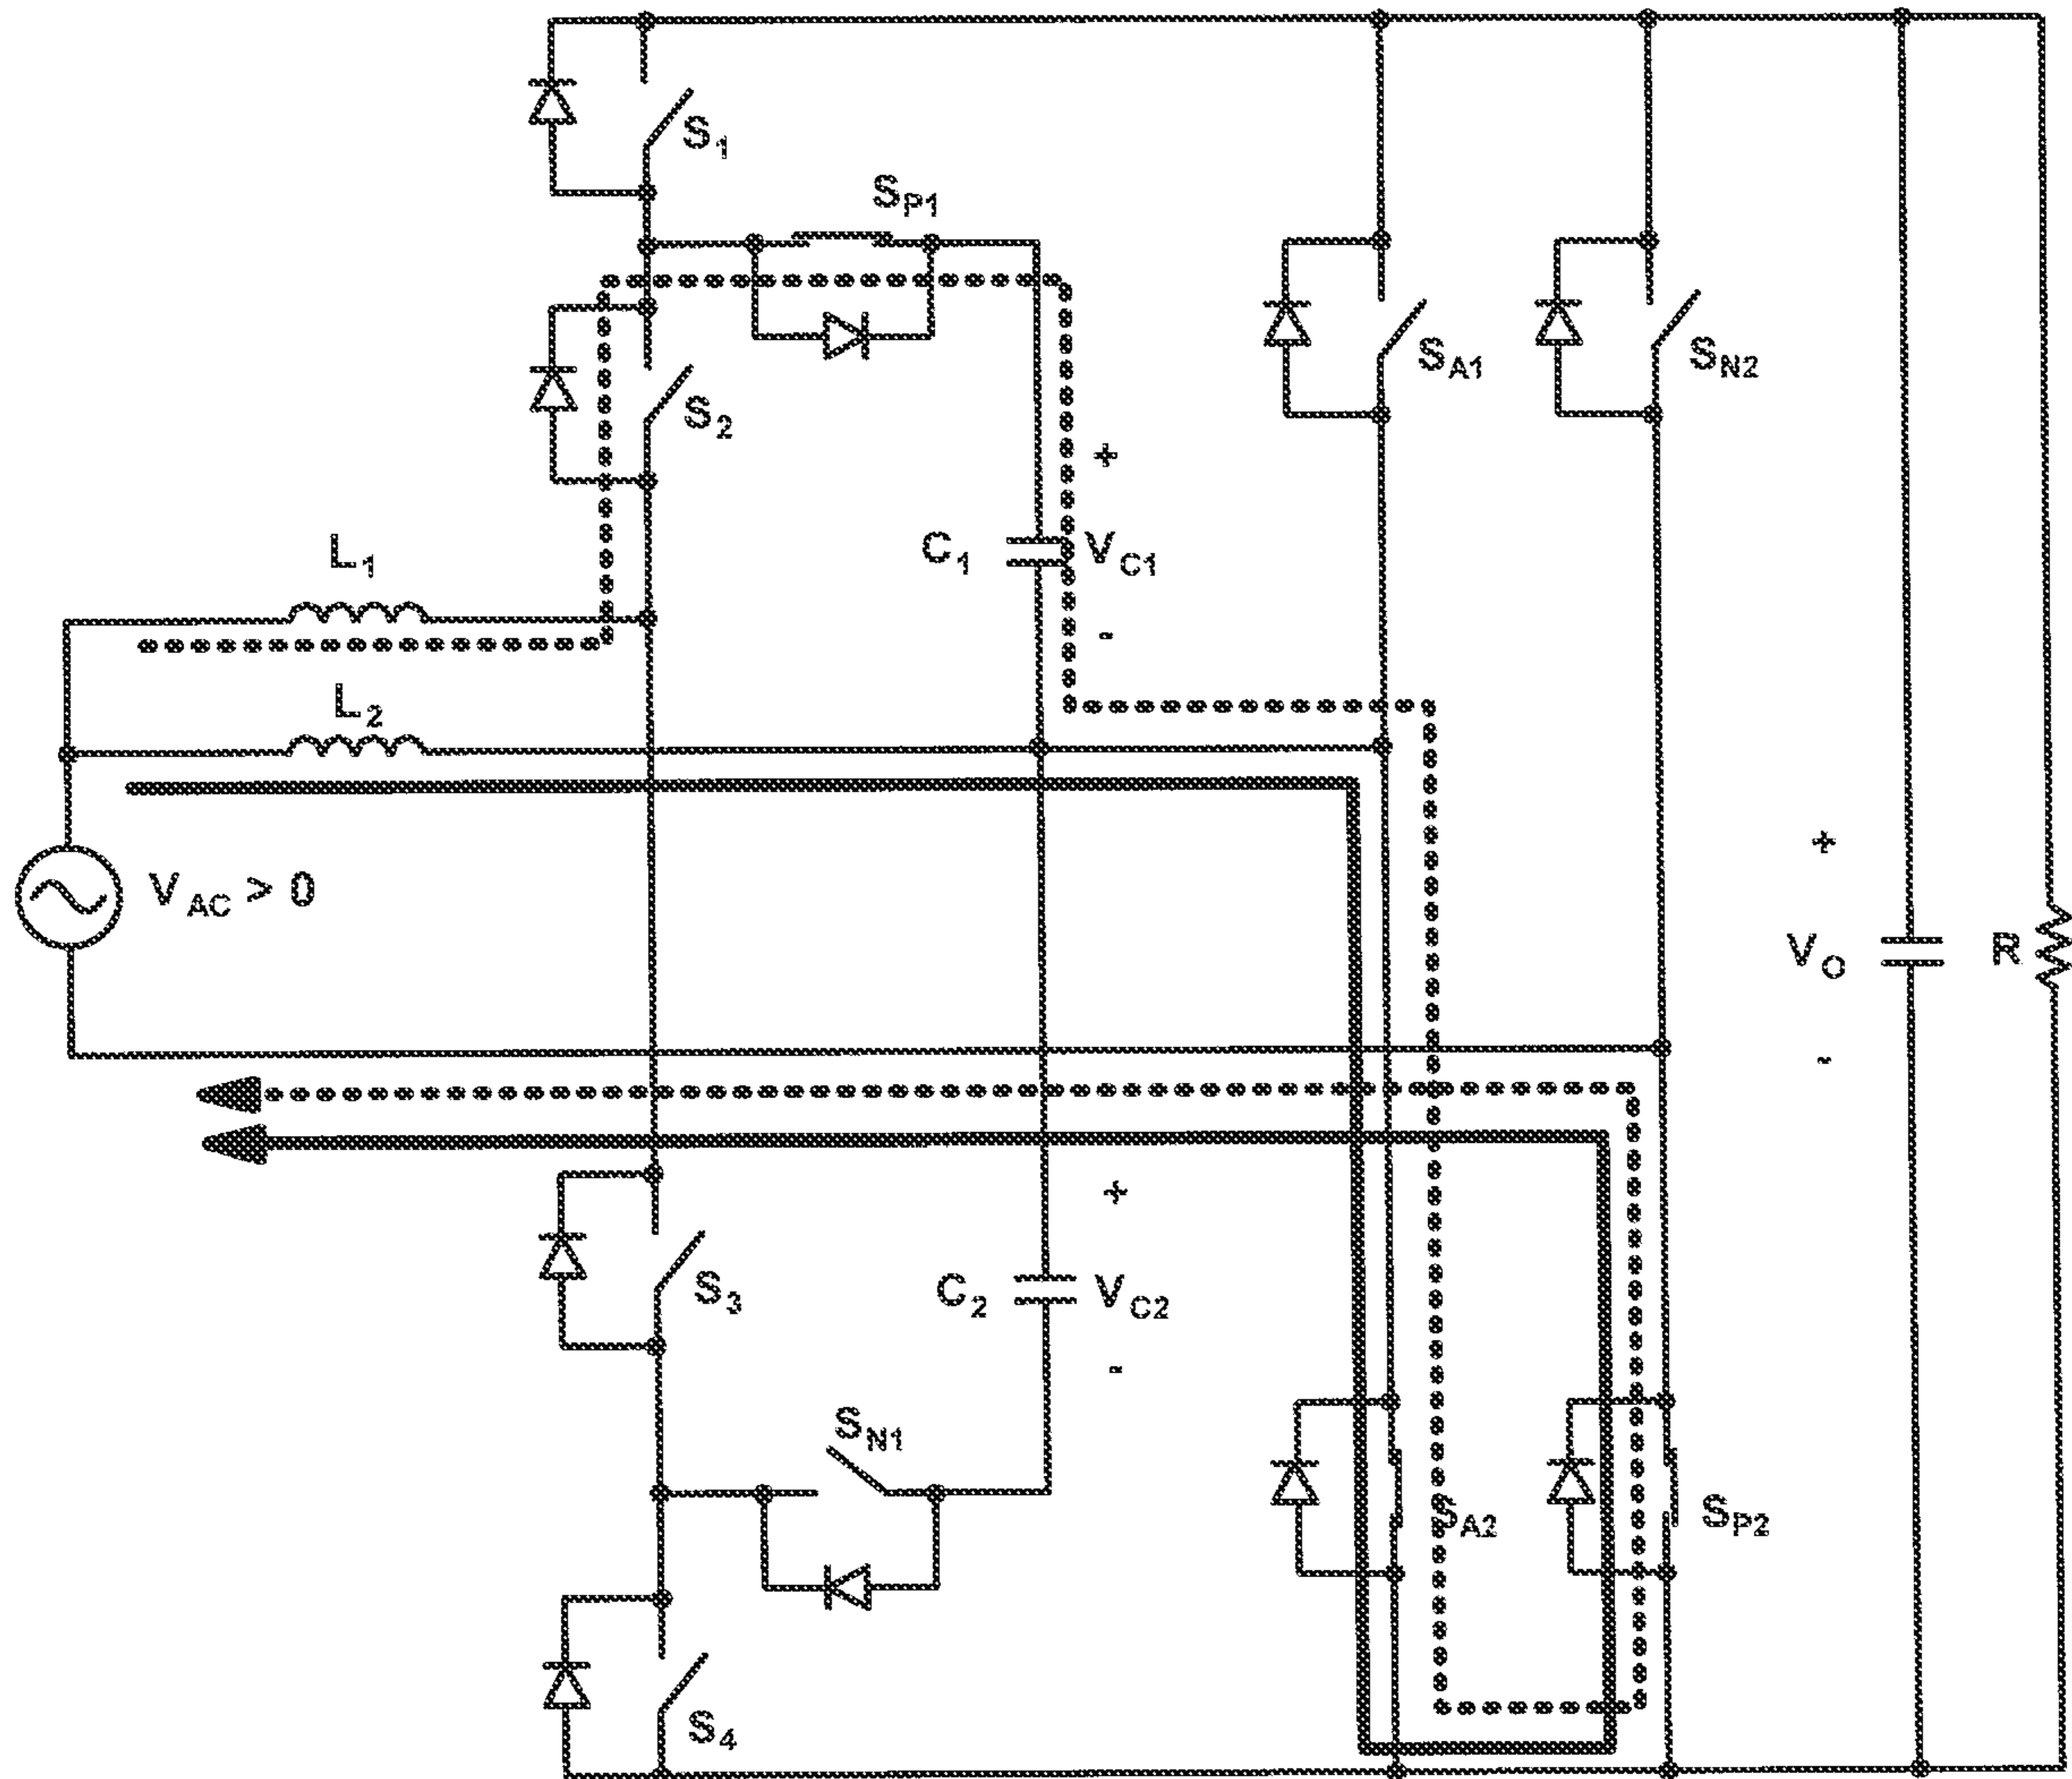 S1
SP1
SA1
SN2
S2
+
L1
C1
VC1
-
L2
+
VAC > 0
VO
R
-
+
S3
C2
VC2
-
SN1
SA2
SP2
S4